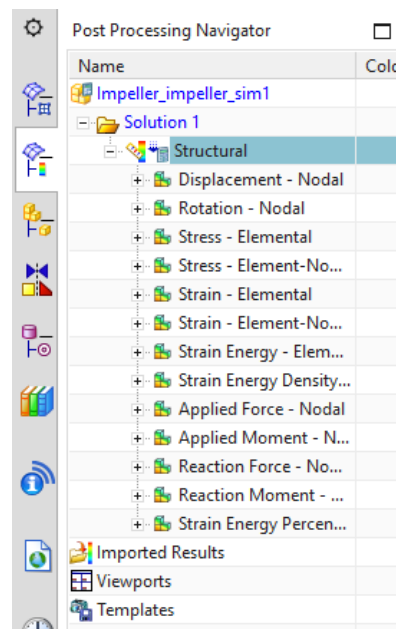 Post Processing Navigator
Name Colo
Impeller_impeller_sim1
Solution 1
Structural
Displacement - Nodal
Rotation - Nodal
Stress - Elemental
Stress - Element-No...
Strain - Elemental
Strain - Element-No...
Strain Energy - Elem...
Strain Energy Density...
Applied Force - Nodal
Applied Moment - N...
Reaction Force - No...
Reaction Moment - ...
Strain Energy Percen...
Imported Results
Viewports
Templates